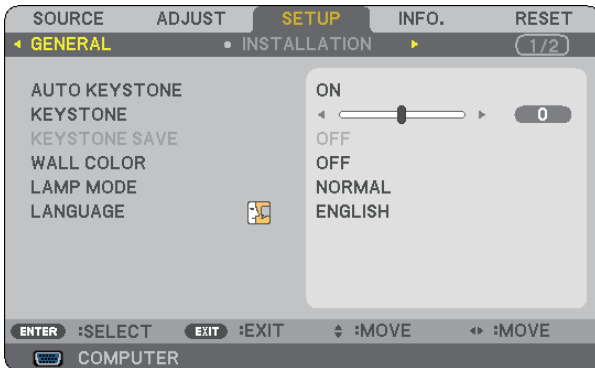 SOURCE ADJUST SETUP INFO. RESET
GENERAL INSTALLATION 1/2
AUTO KEYSTONE ON
KEYSTONE 0
KEYSTONE SAVE OFF
WALL COLOR OFF
LAMP MODE NORMAL
LANGUAGE ENGLISH
ENTER :SELECT EXIT :EXIT :MOVE :MOVE
COMPUTER